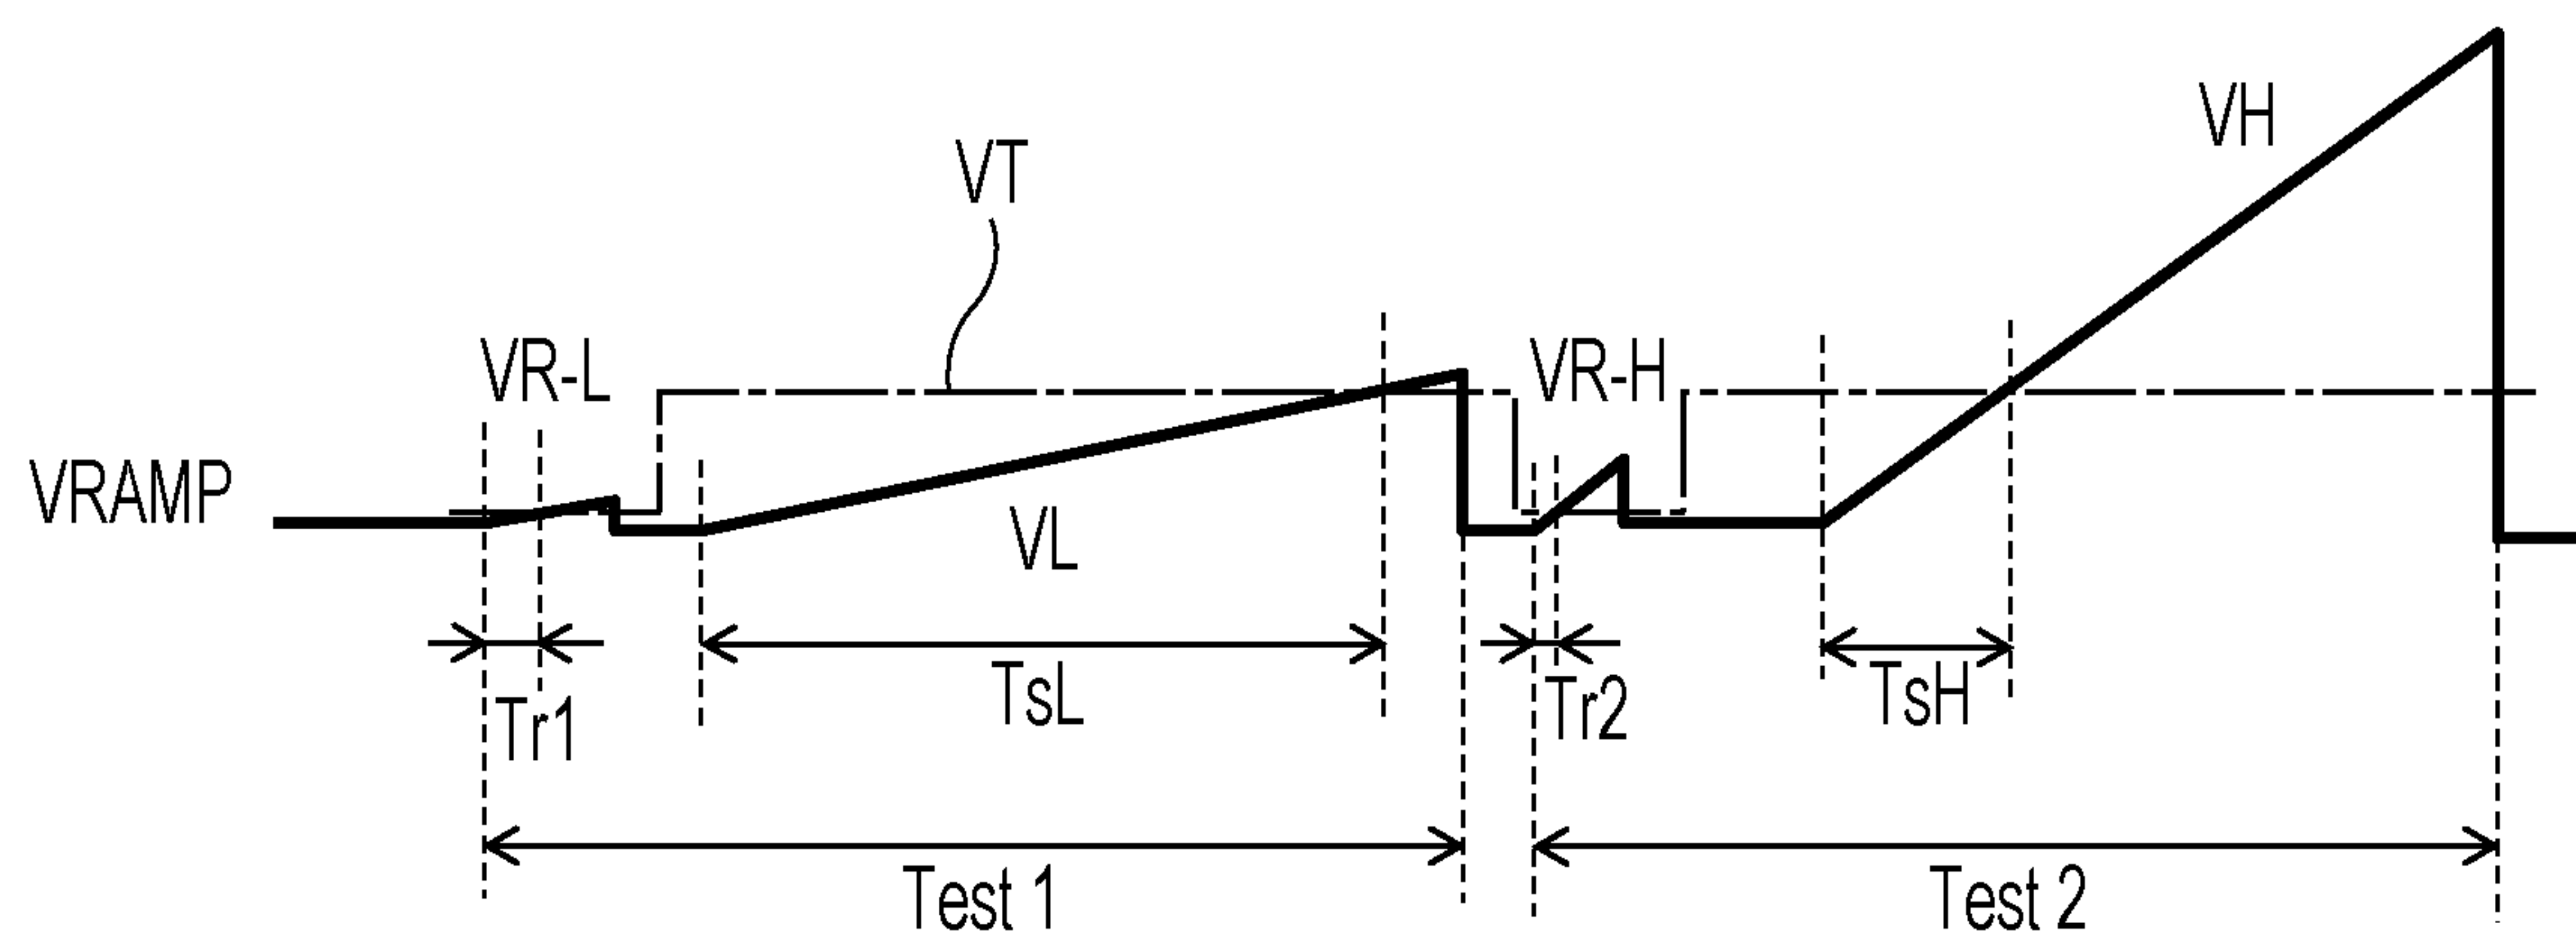 VH
VT
VR-L
VR-H
VRAMP
VL
TsL
TsH
Tr1
Tr2
Test 1
Test 2